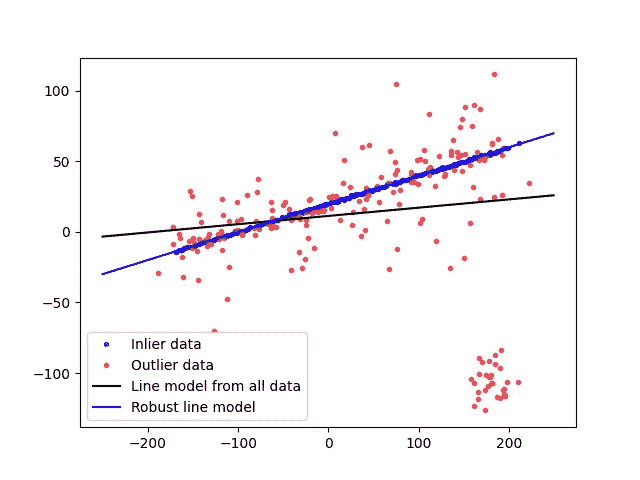 100
50
0
−50
−100
Inlier data
Outlier data
Line model from all data
Robust line model
−200 −100 0 100 200